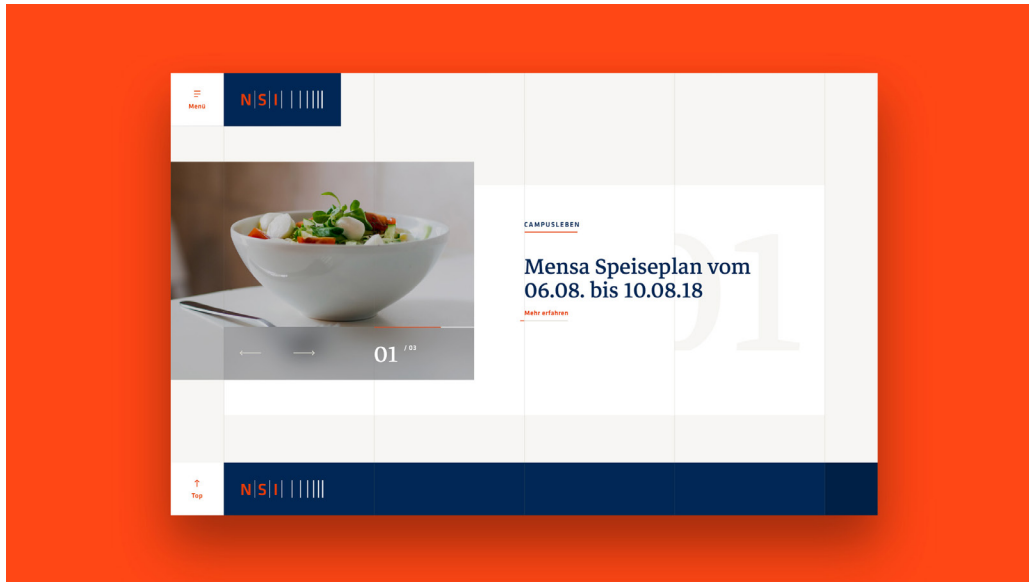 Menü
N|S|I
CAMPUSLEBEN
01
Mensa Speiseplan vom
06.08. bis 10.08.18
Mehr erfahren
01 / 03
Top
N|S|I